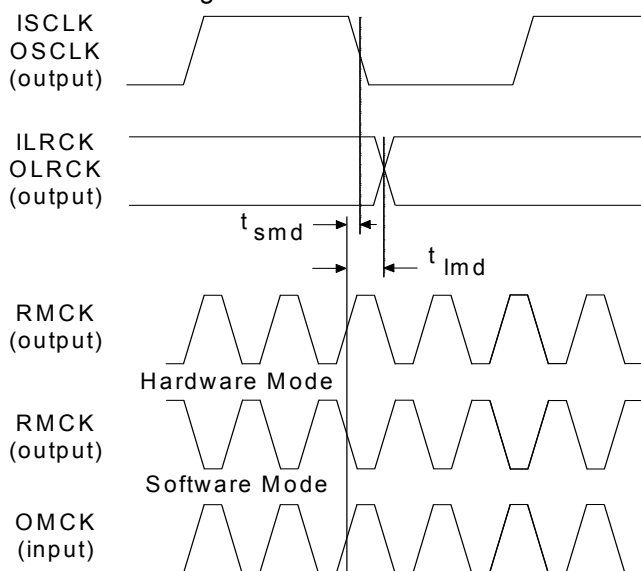 ISCLK
OSCLK
(output)
ILRCK
OLRCK
(output)
t smd
t lmd
RMCK
(output)
Hardware Mode
RMCK
(output)
Software Mode
OMCK
(input)